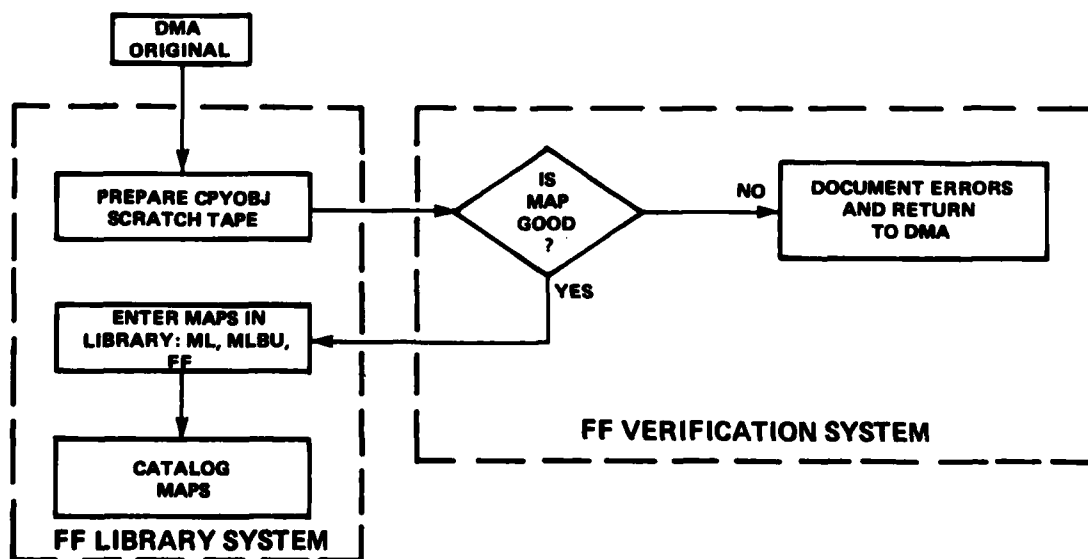 DMA
ORIGINAL
PREPARE CPYOBJ
SCRATCH TAPE
IS
MAP
GOOD
?
NO
DOCUMENT ERRORS
AND RETURN
TO DMA
YES
ENTER MAPS IN
LIBRARY: ML, MLBU,
FF
CATALOG
MAPS
FF LIBRARY SYSTEM
FF VERIFICATION SYSTEM